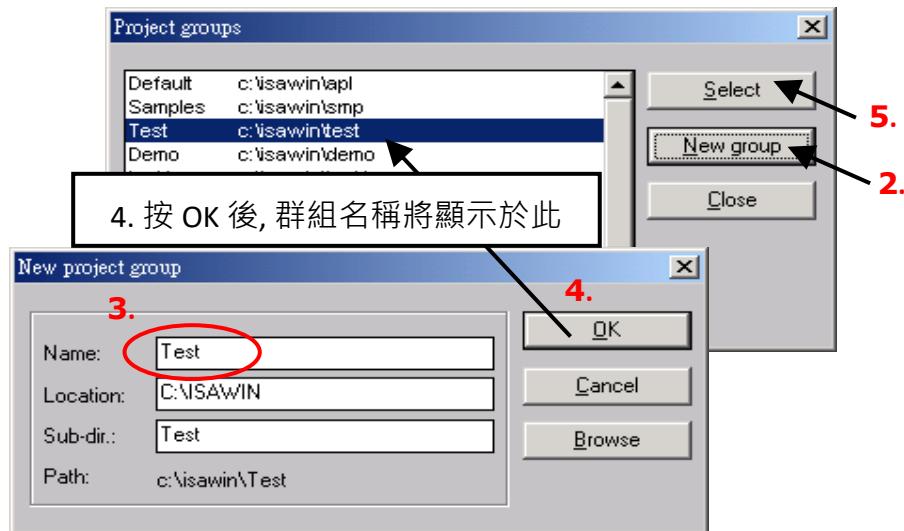 Project groups
Default c:\isawin\apl
Samples c:\isawin\smp
Test c:\isawin\test
Demo c:\isawin\demo
Select
5.
New group
2.
Close
4. 按 OK 後, 群組名稱將顯示於此
New project group
3.
4.
Name: Test
OK
Location: C:\ISAWIN
Cancel
Sub-dir.: Test
Browse
Path: c:\isawin\Test